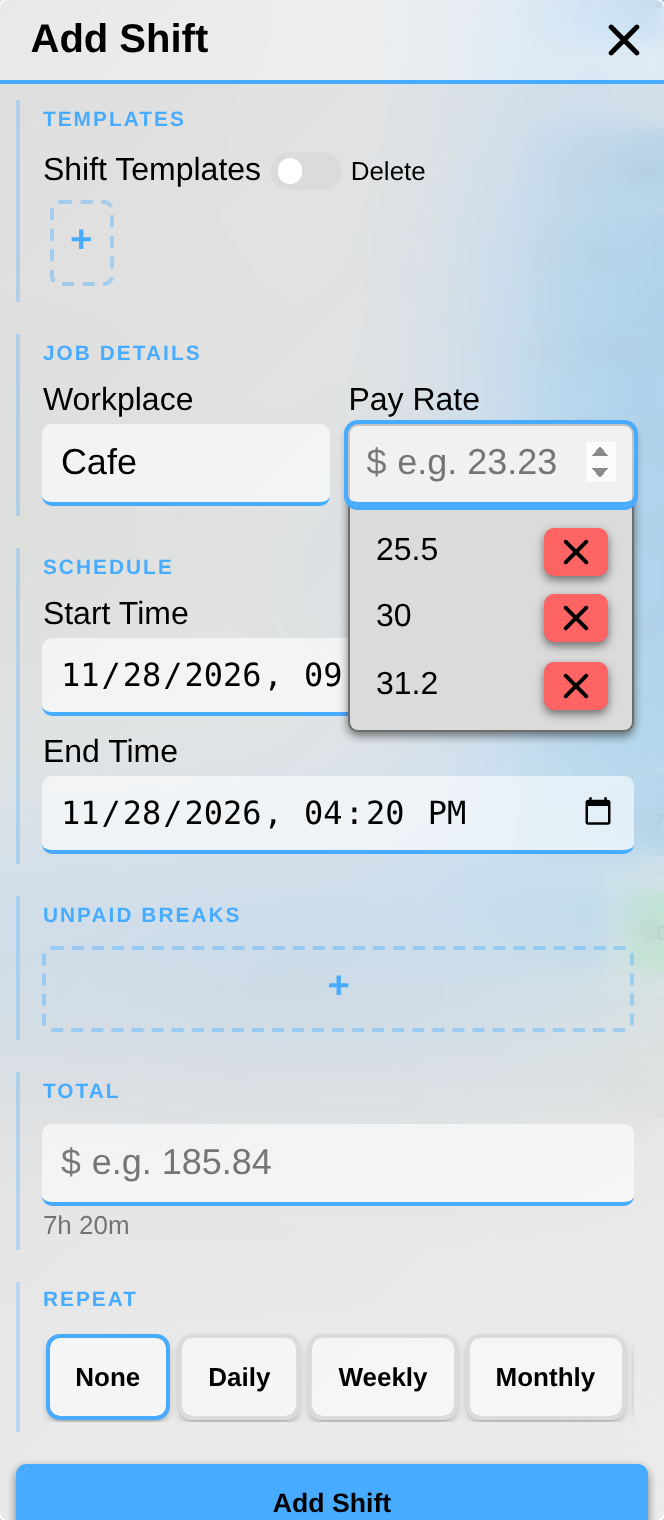 Add Shift
TEMPLATES
Shift Templates Delete
+
JOB DETAILS
Workplace Pay Rate
Cafe $ e.g. 23.23
25.5
30
31.2
SCHEDULE
Start Time
11/28/2026, 09
End Time
11/28/2026, 04:20 PM
UNPAID BREAKS
+
TOTAL
$ e.g. 185.84
7h 20m
REPEAT
None Daily Weekly Monthly
Add Shift